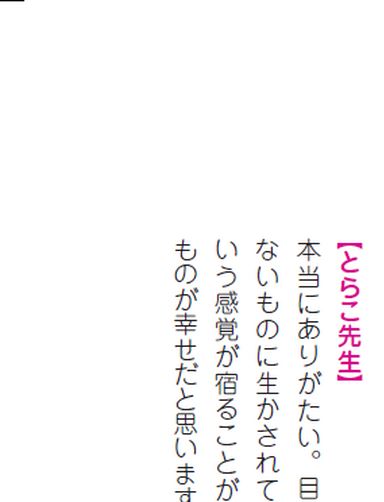 【とらこ先生】
本当にありがたい。目
ないものに生かされて
いう感覚が宿ることが
ものが幸せだと思います